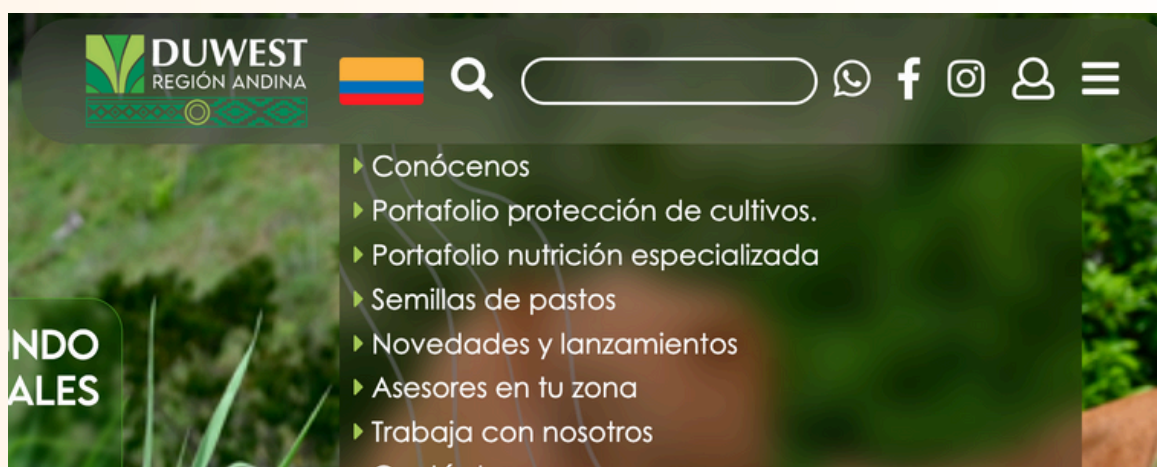 DUWEST
REGIÓN ANDINA
Conócenos
Portafolio protección de cultivos.
Portafolio nutrición especializada
Semillas de pastos
Novedades y lanzamientos
Asesores en tu zona
Trabaja con nosotros
NDO
ALES